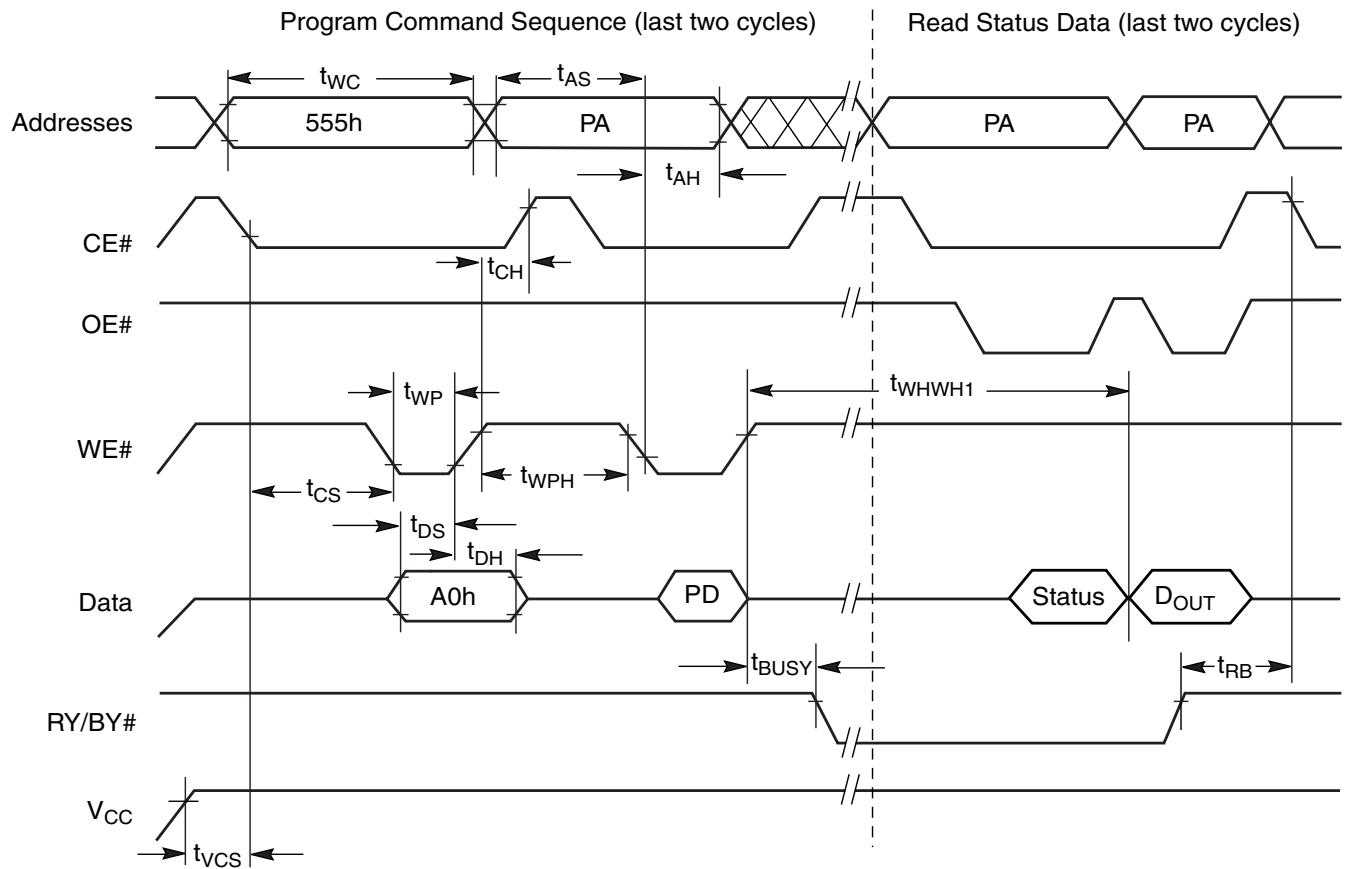 Program Command Sequence (last two cycles)
Read Status Data (last two cycles)
tWC
tAS
Addresses
555h
PA
PA
PA
tAH
CE#
tCH
OE#
tWP
tWHWH1
WE#
tWPH
tCS
tDS
tDH
Data
A0h
PD
Status
DOUT
tBUSY
tRB
RY/BY#
VCC
tVCS